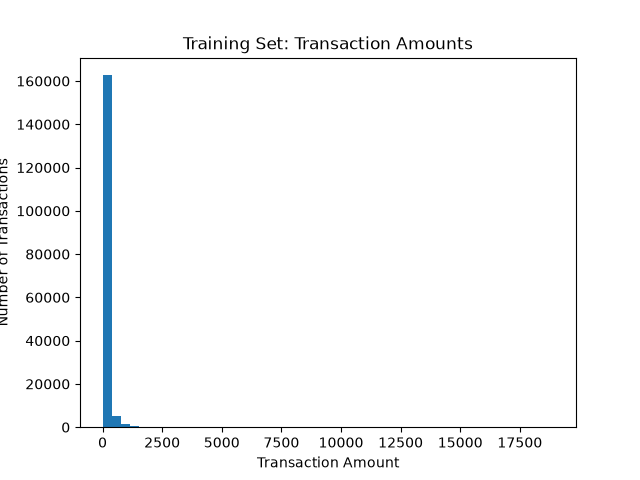 Training Set: Transaction Amounts
Number of Transactions
160000
140000
120000
100000
80000
60000
40000
20000
0
0 2500 5000 7500 10000 12500 15000 17500
Transaction Amount